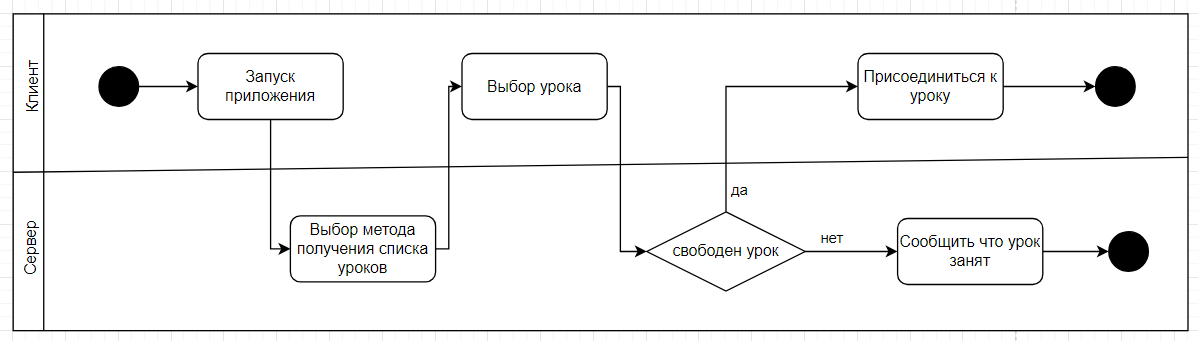 Клиент
Запуск
приложения
Выбор урока
Присоединиться к
уроку
Сервер
Выбор метода
получения списка
уроков
да
свободен урок
нет
Сообщить что урок
занят